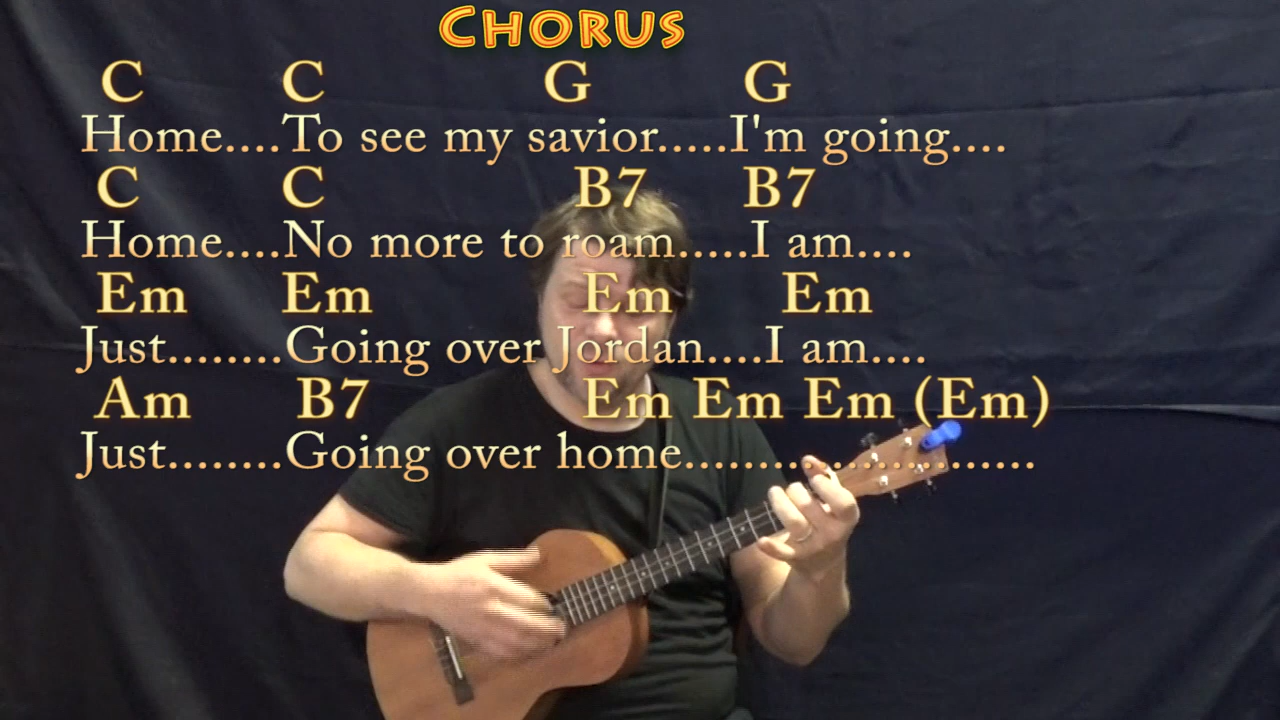 CHORUS
C C G G
Home....To see my savior.....I'm going....
C C B7 B7
Home....No more to roam.....I am....
Em Em Em Em
Just........Going over Jordan....I am....
Am B7 Em Em Em (Em)
Just........Going over home........................